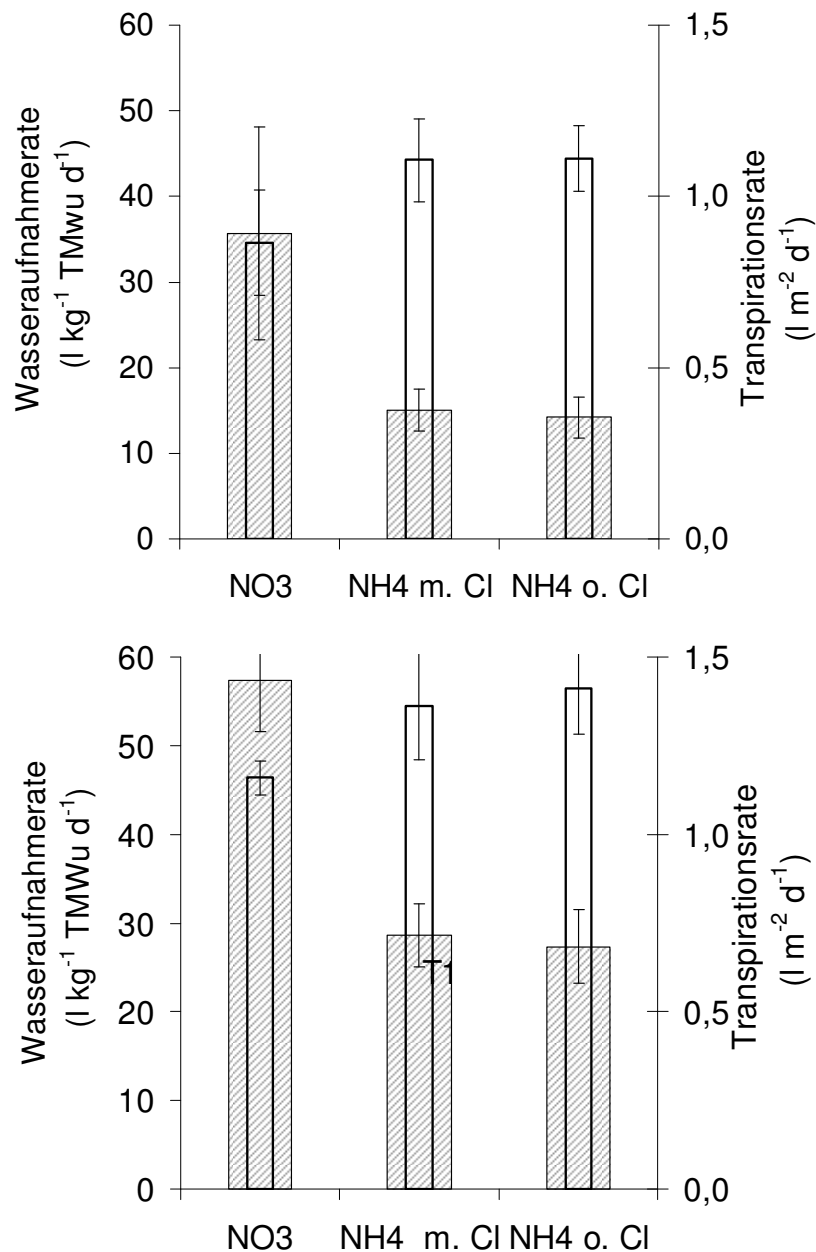 Wasseraufnahmerate
(l kg-1 TMwu d-1)
60
50
40
30
20
10
0
1,5
1,0
0,5
0,0
Transpirationsrate
(l m-2 d-1)
NO3 NH4 m. Cl NH4 o. Cl
Wasseraufnahmerate
(l kg-1 TMWu d-1)
60
50
40
30
20
10
0
T1
1,5
1,0
0,5
0,0
Transpirationsrate
(l m-2 d-1)
NO3 NH4 m. Cl NH4 o. Cl